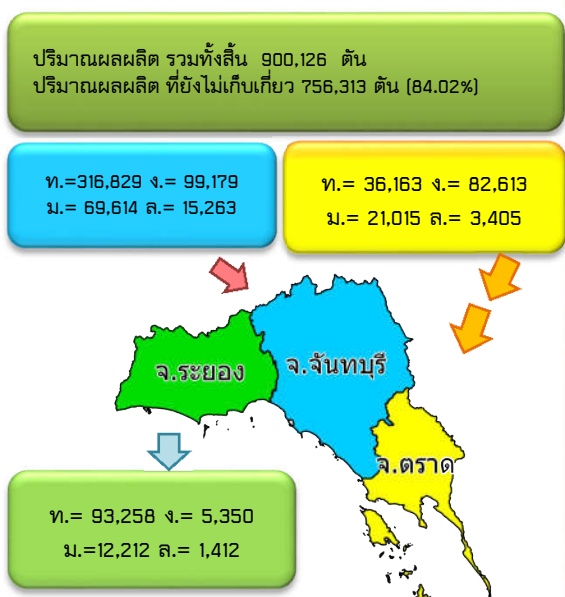 ปริมาณผลผลิต รวมทั้งสิ้น 900,126 ตัน
ปริมาณผลผลิต ที่ยังไม่เก็บเกี่ยว 756,313 ตัน (84.02%)
ท.=316,829 ง.= 99,179
ม.= 69,614 ล.= 15,263
ท.= 36,163 ง.= 82,613
ม.= 21,015 ล.= 3,405
จ.ระยอง
จ.จันทบุรี
จ.ตราด
ท.= 93,258 ง.= 5,350
ม.=12,212 ล.= 1,412